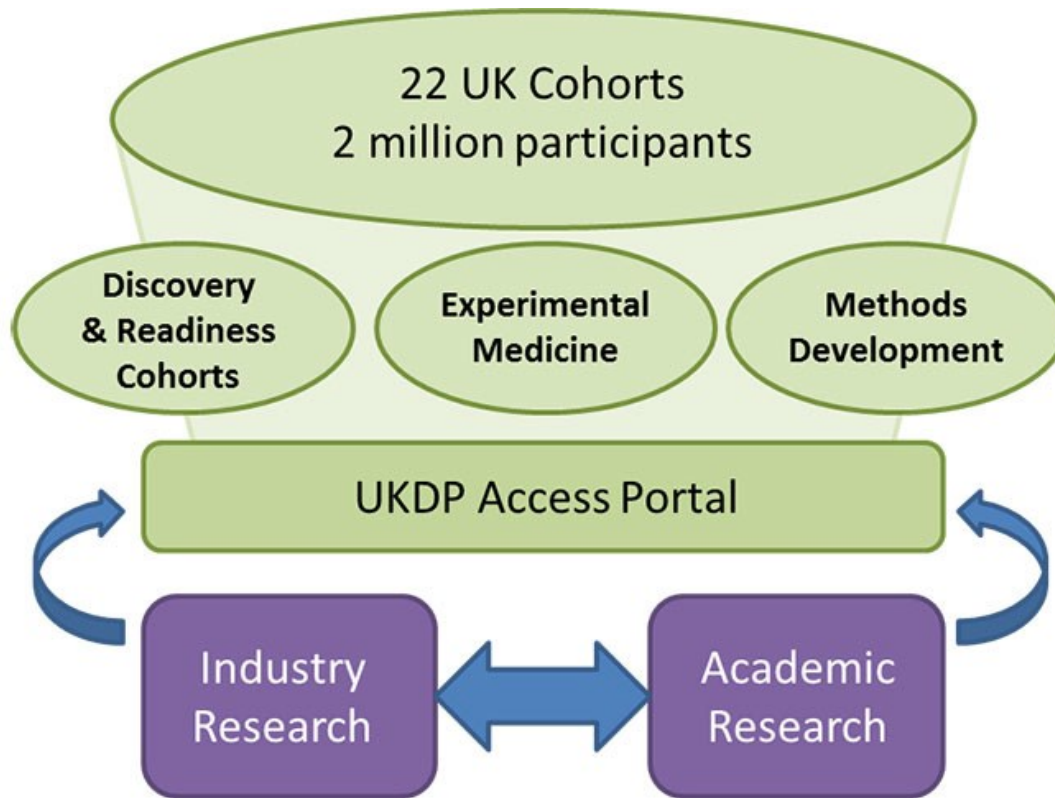 22 UK Cohorts
2 million participants
Discovery
& Readiness
Cohorts
Experimental
Medicine
Methods
Development
UKDP Access Portal
Industry
Research
Academic
Research